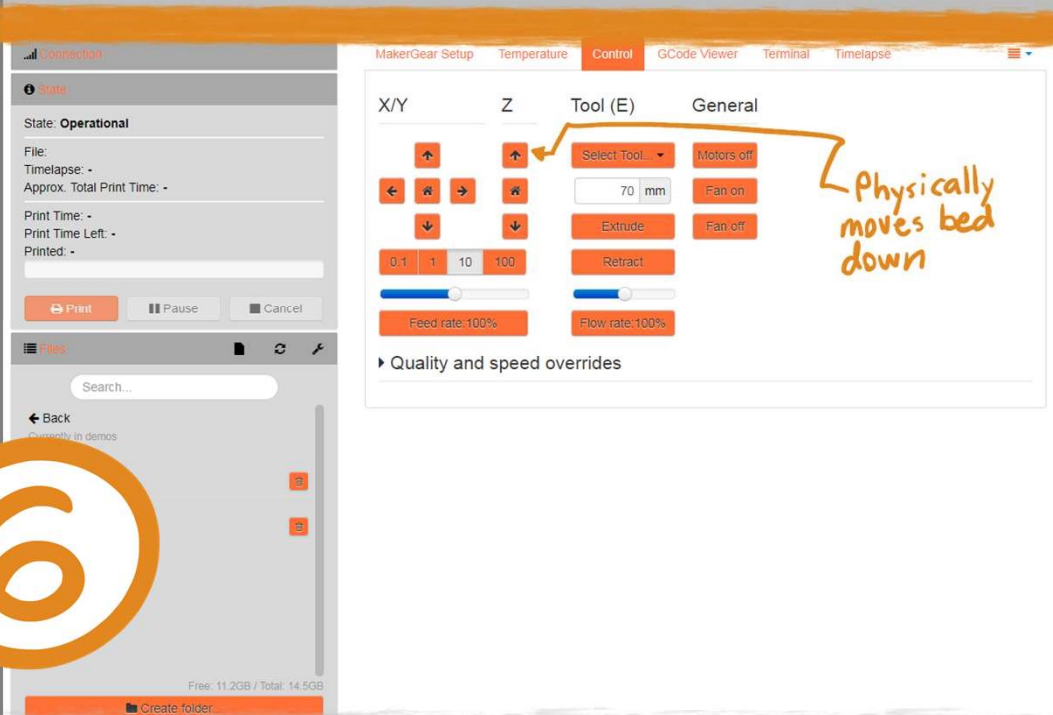 Connection
MakerGear Setup Temperature Control GCode Viewer Terminal Timelapse
State
State: Operational
File:
Timelapse: -
Approx. Total Print Time: -
Print Time: -
Print Time Left: -
Printed: -
Print Pause Cancel
Files
Search...
Back
Currently in demos
Free: 11.2GB / Total: 14.5GB
Create folder...
X/Y Z Tool (E) General
Select Tool... Motors off
70 mm Fan on
Extrude Fan off
0.1 1 10 100 Retract
Feed rate:100% Flow rate:100%
Quality and speed overrides
Physically
moves bed
down
6